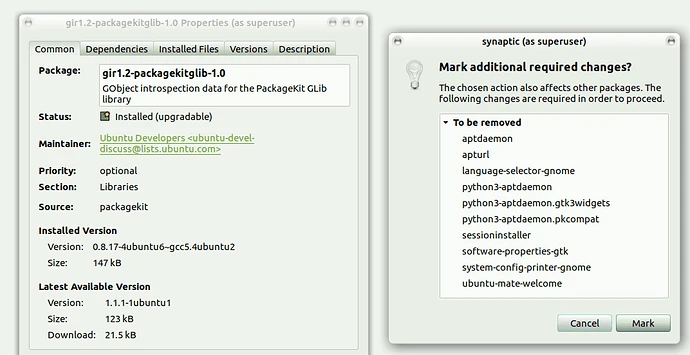 gir1.2-packagekitglib-1.0 Properties (as superuser)
Common
Dependencies
Installed Files
Versions
Description
Package:
gir1.2-packagekitglib-1.0
GObject introspection data for the PackageKit GLib
library
Status:
Installed (upgradable)
Maintainer:
Ubuntu Developers <ubuntu-devel-
discuss@lists.ubuntu.com>
Priority:
optional
Section:
Libraries
Source:
packagekit
Installed Version
Version:
0.8.17-4ubuntu6~gcc5.4ubuntu2
Size:
147 kB
Latest Available Version
Version:
1.1.1-1ubuntu1
Size:
123 kB
Download:
21.5 kB
synaptic (as superuser)
Mark additional required changes?
The chosen action also affects other packages. The
following changes are required in order to proceed.
To be removed
aptdaemon
apturl
language-selector-gnome
python3-aptdaemon
python3-aptdaemon.gtk3widgets
python3-aptdaemon.pkcompat
sessioninstaller
software-properties-gtk
system-config-printer-gnome
ubuntu-mate-welcome
Cancel
Mark